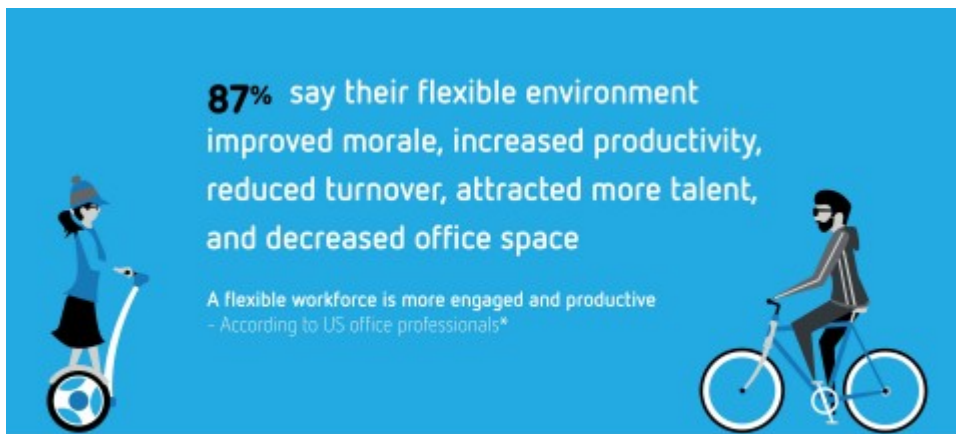 87% say their flexible environment
improved morale, increased productivity,
reduced turnover, attracted more talent,
and decreased office space
A flexible workforce is more engaged and productive
- According to US office professionals*